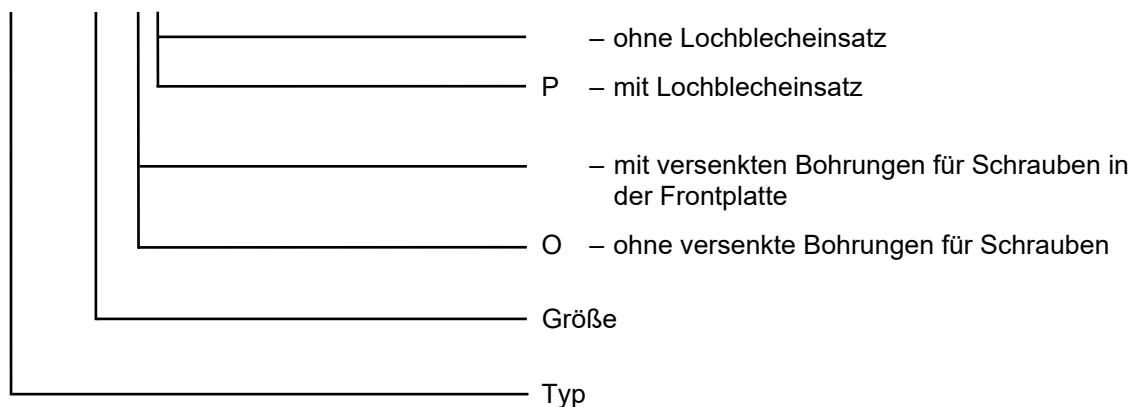 – ohne Lochblecheinsatz
P – mit Lochblecheinsatz
– mit versenkten Bohrungen für Schrauben in
der Frontplatte
O – ohne versenkte Bohrungen für Schrauben
Größe
Typ